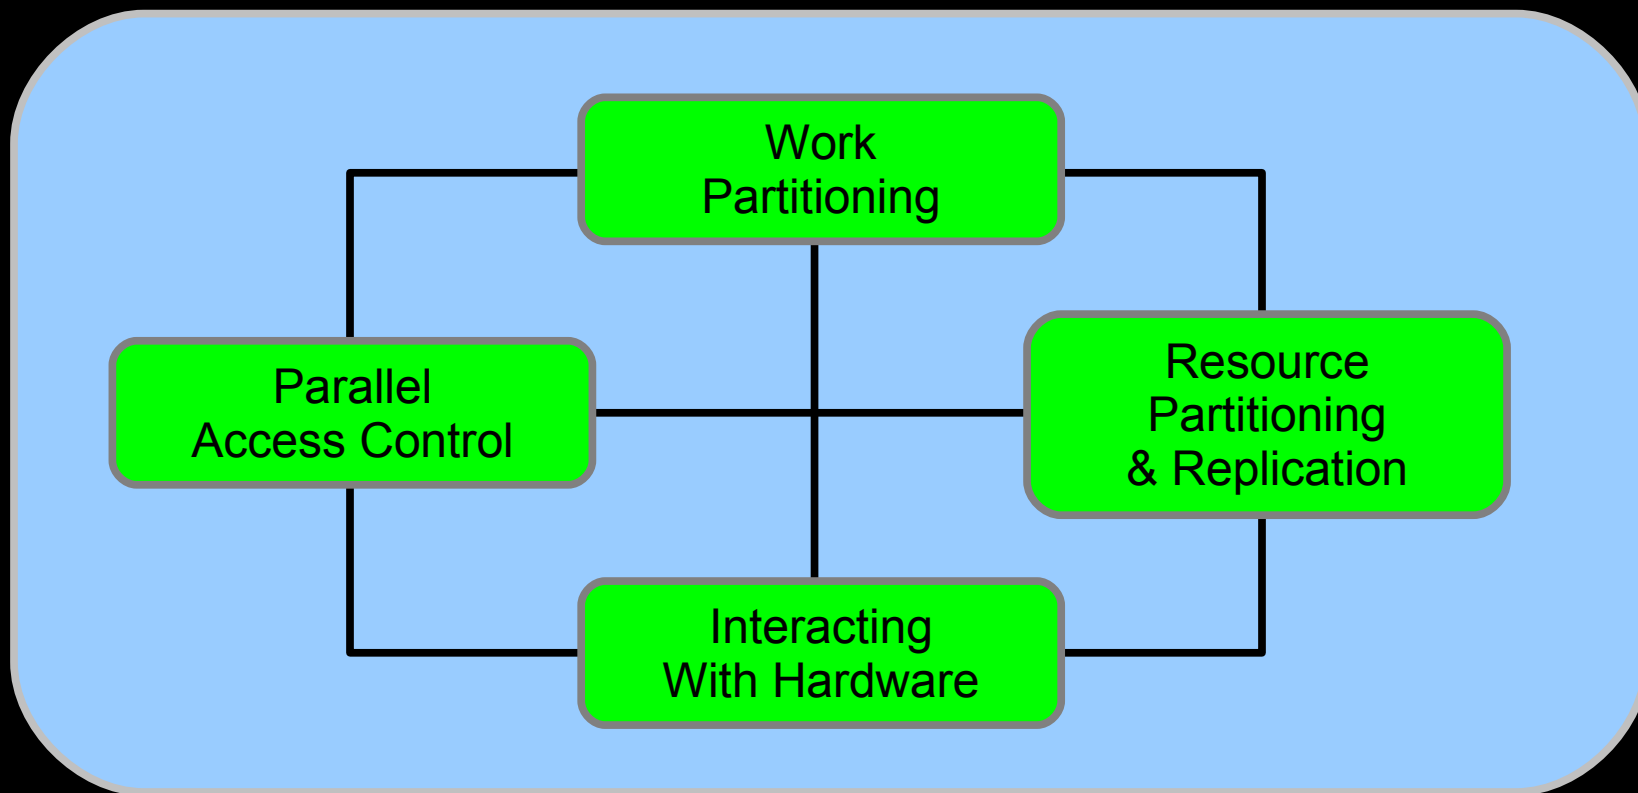 Work
Partitioning
Parallel
Access Control
Resource
Partitioning
& Replication
Interacting
With Hardware